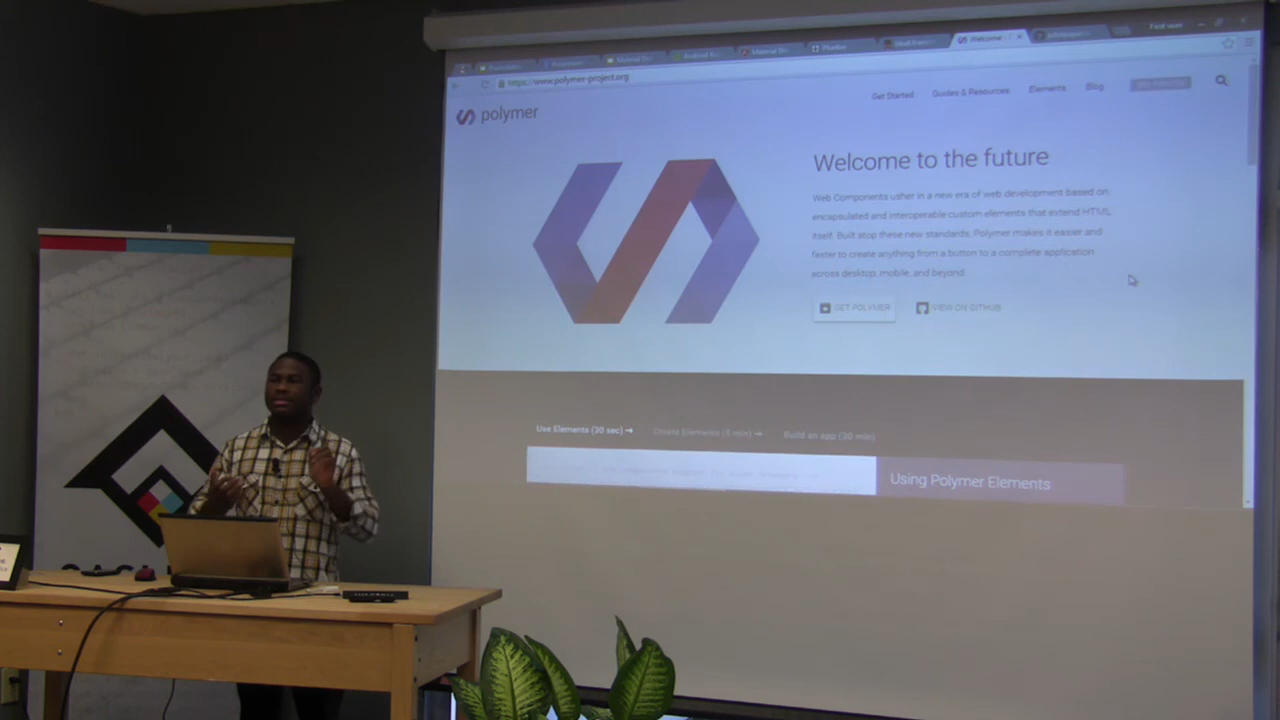 Material De
Welcome
https://www.polymer-project.org
polymer
Get Started Guides & Resources Elements Blog
Welcome to the future
Web Components usher in a new era of web development based on
encapsulated and interoperable custom elements that extend HTML
itself. Built atop these new standards, Polymer makes it easier and
faster to create anything from a button to a complete application
across desktop, mobile, and beyond.
GET POLYMER VIEW ON GITHUB
Use Elements (30 sec) → Create Elements (5 min) → Build an app (30 min)
Using Polymer Elements